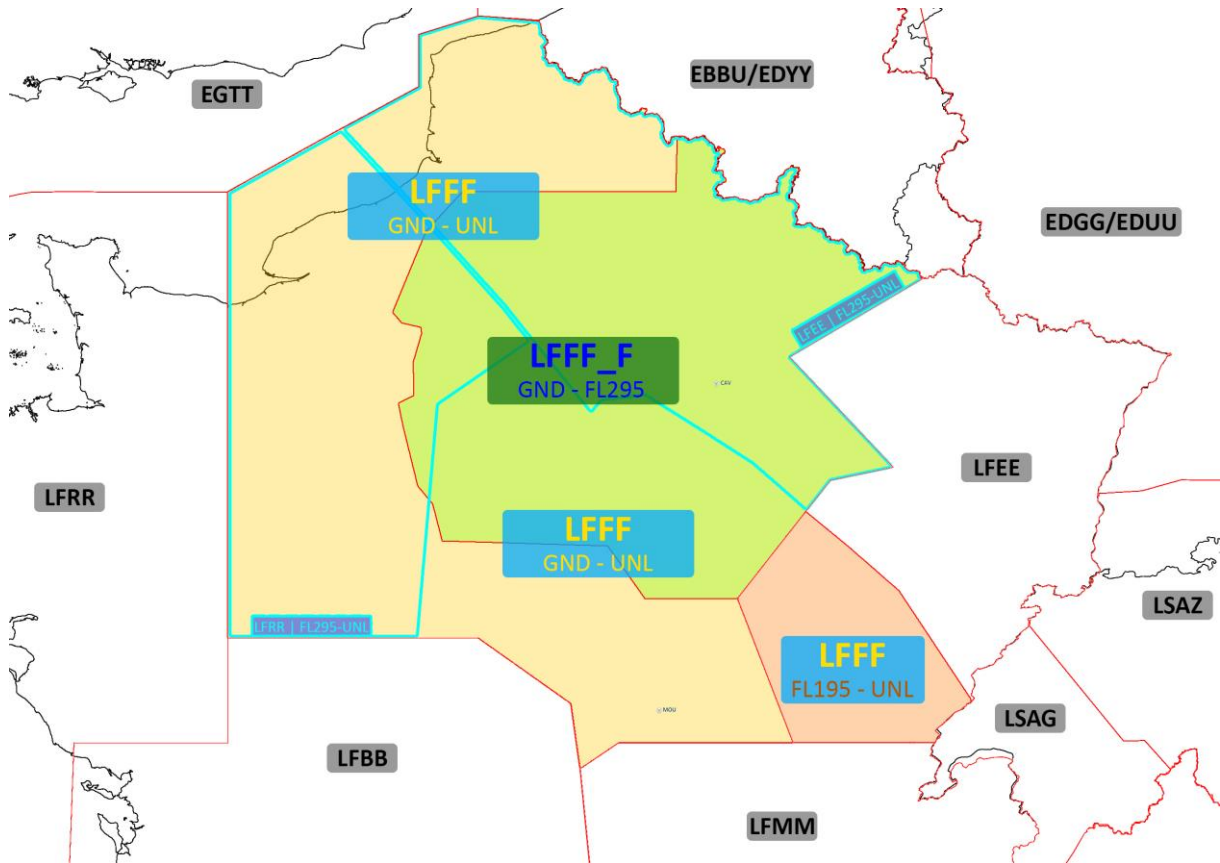 EGTT
EBBU/EDYY
LFFF
GND - UNL
EDGG/EDUU
LFEE | FL295-UNL
LFFF_F
GND - FL295
CAV
LFRR
LFEE
LFFF
GND - UNL
LSAZ
LFRR | FL295-UNL
LFFF
FL195 - UNL
MOU
LSAG
LFBB
LFMM